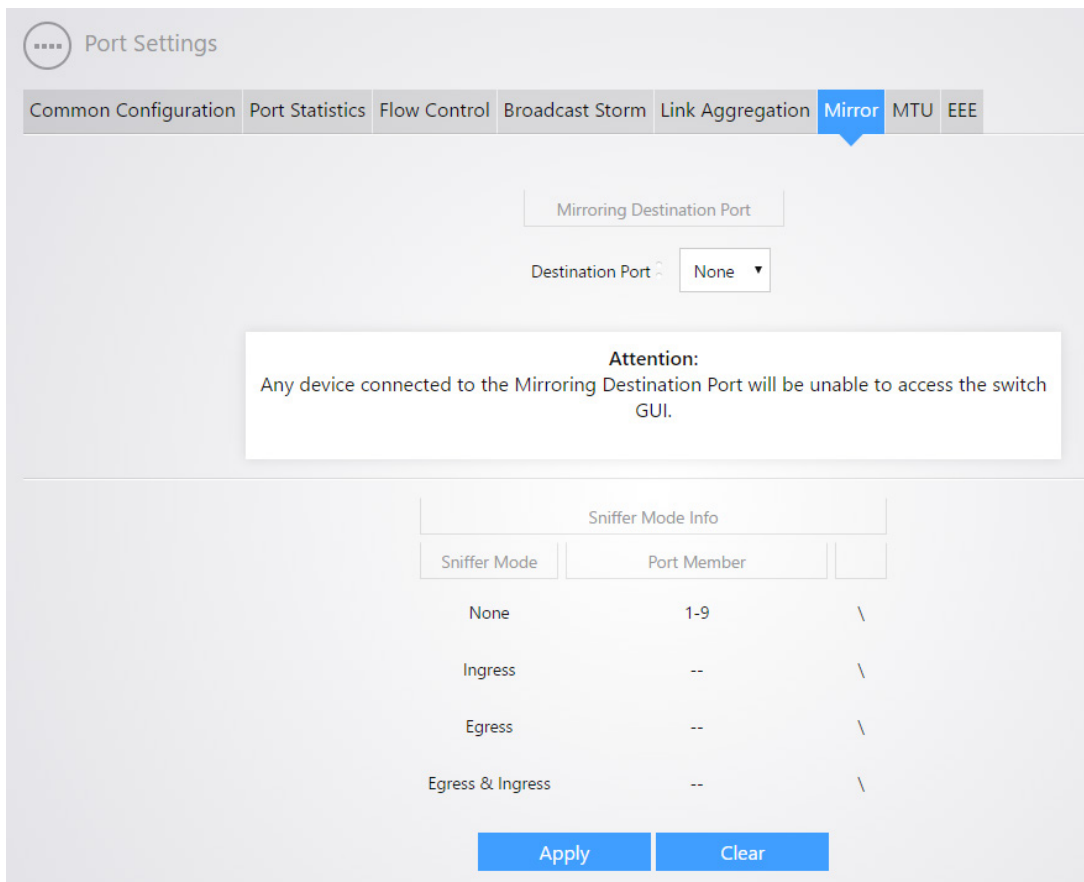 Port Settings
Common Configuration Port Statistics Flow Control Broadcast Storm Link Aggregation Mirror MTU EEE
Mirroring Destination Port
Destination Port : None
Attention:
Any device connected to the Mirroring Destination Port will be unable to access the switch
GUI.
Sniffer Mode Info
Sniffer Mode Port Member
None 1-9 \
Ingress -- \
Egress -- \
Egress & Ingress -- \
Apply Clear